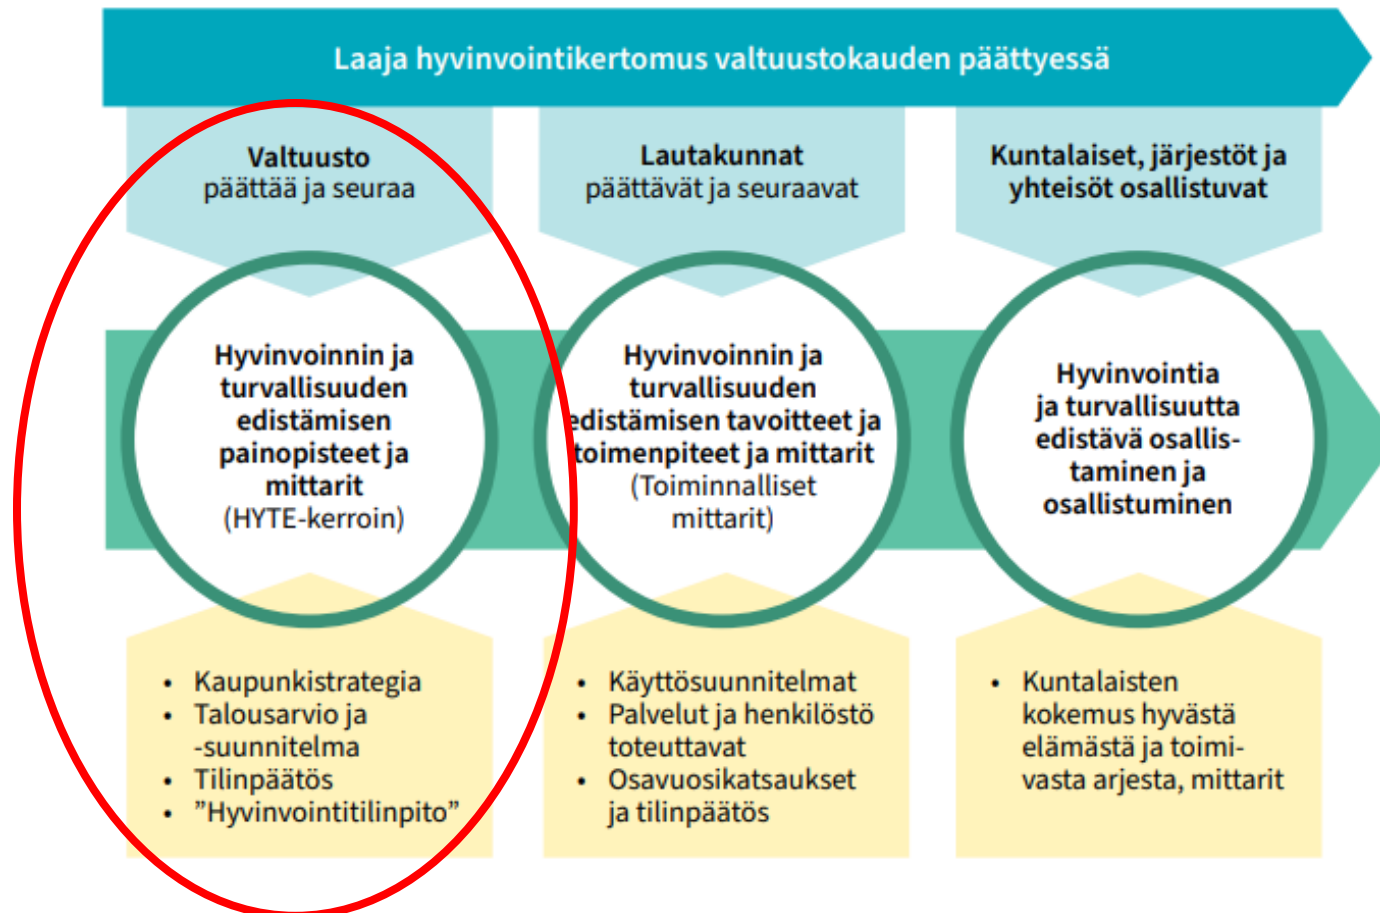 Laaja hyvinvointikertomus valtuustokauden päättyessä
Valtuusto
päättää ja seuraa
Hyvinvoinnin ja
turvallisuuden
edistämisen
painopisteet ja
mittarit
(HYTE-kerroin)
• Kaupunkistrategia
• Talousarvio ja
-suunnitelma
• Tilinpäätös
• ”Hyvinvointitilinpito”
Lautakunnat
päättävät ja seuraavat
Hyvinvoinnin ja
turvallisuuden
edistämisen tavoitteet ja
toimenpiteet ja mittarit
(Toiminnalliset
mittarit)
• Käyttösuunnitelmat
• Palvelut ja henkilöstö
toteuttavat
• Osavuosikatsaukset
ja tilinpäätös
Kuntalaiset, järjestöt ja
yhteisöt osallistuvat
Hyvinvointia
ja turvallisuutta
edistävä osallis-
taminen ja
osallistuminen
• Kuntalaisten
kokemus hyvästä
elämästä ja toimi-
vasta arjesta, mittarit